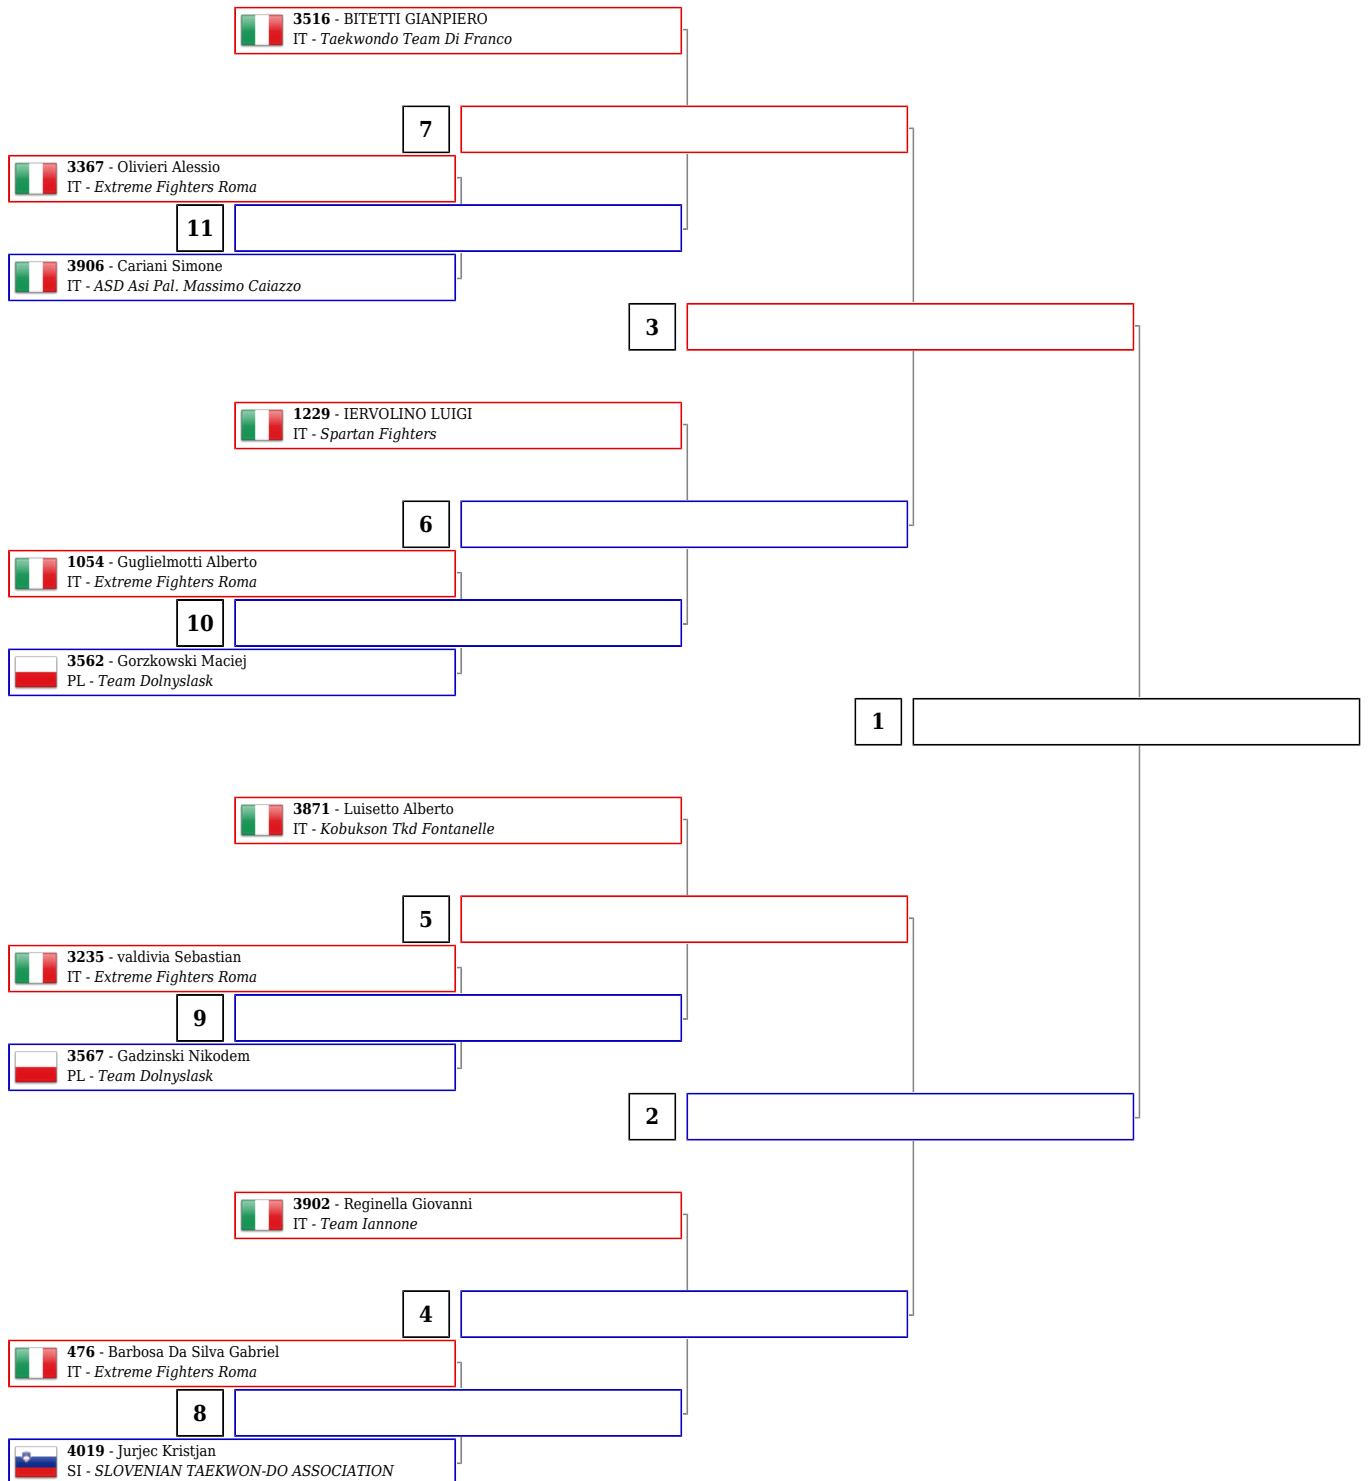 3516 - BITETTI GIANPIERO
IT - Taekwondo Team Di Franco
7
3367 - Olivieri Alessio
IT - Extreme Fighters Roma
11
3906 - Cariani Simone
IT - ASD Asi Pal. Massimo Caiazzo
3
1229 - IERVOLINO LUIGI
IT - Spartan Fighters
6
1054 - Guglielmotti Alberto
IT - Extreme Fighters Roma
10
3562 - Gorzkowski Maciej
PL - Team Dolnyslask
1
3871 - Luisetto Alberto
IT - Kobukson Tkd Fontanelle
5
3235 - valdivia Sebastian
IT - Extreme Fighters Roma
9
3567 - Gadzinski Nikodem
PL - Team Dolnyslask
2
3902 - Reginella Giovanni
IT - Team Iannone
4
476 - Barbosa Da Silva Gabriel
IT - Extreme Fighters Roma
8
4019 - Jurjec Kristjan
SI - SLOVENIAN TAEKWON-DO ASSOCIATION